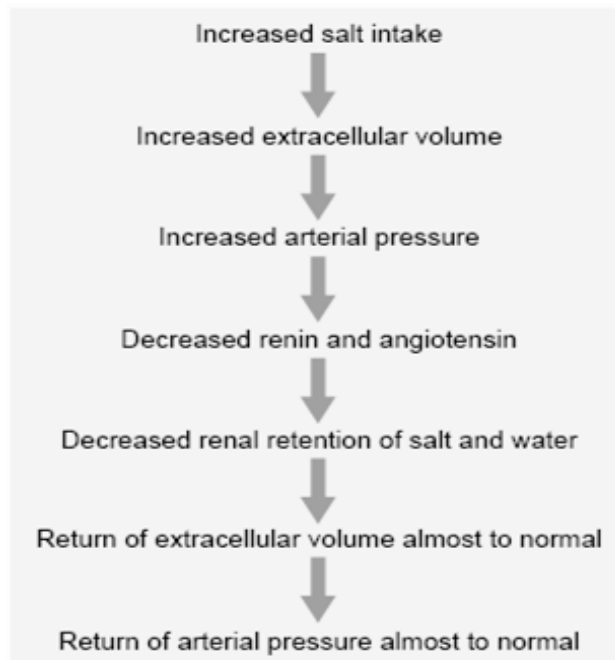 Increased salt intake
Increased extracellular volume
Increased arterial pressure
Decreased renin and angiotensin
Decreased renal retention of salt and water
Return of extracellular volume almost to normal
Return of arterial pressure almost to normal